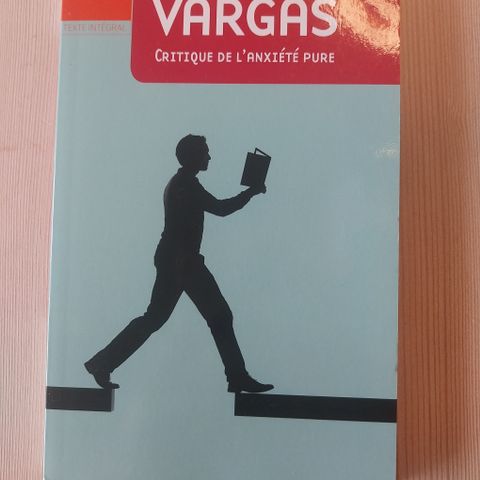 VARGAS
TEXTE INTÉGRAL
CRITIQUE DE L'ANXIÉTÉ PURE